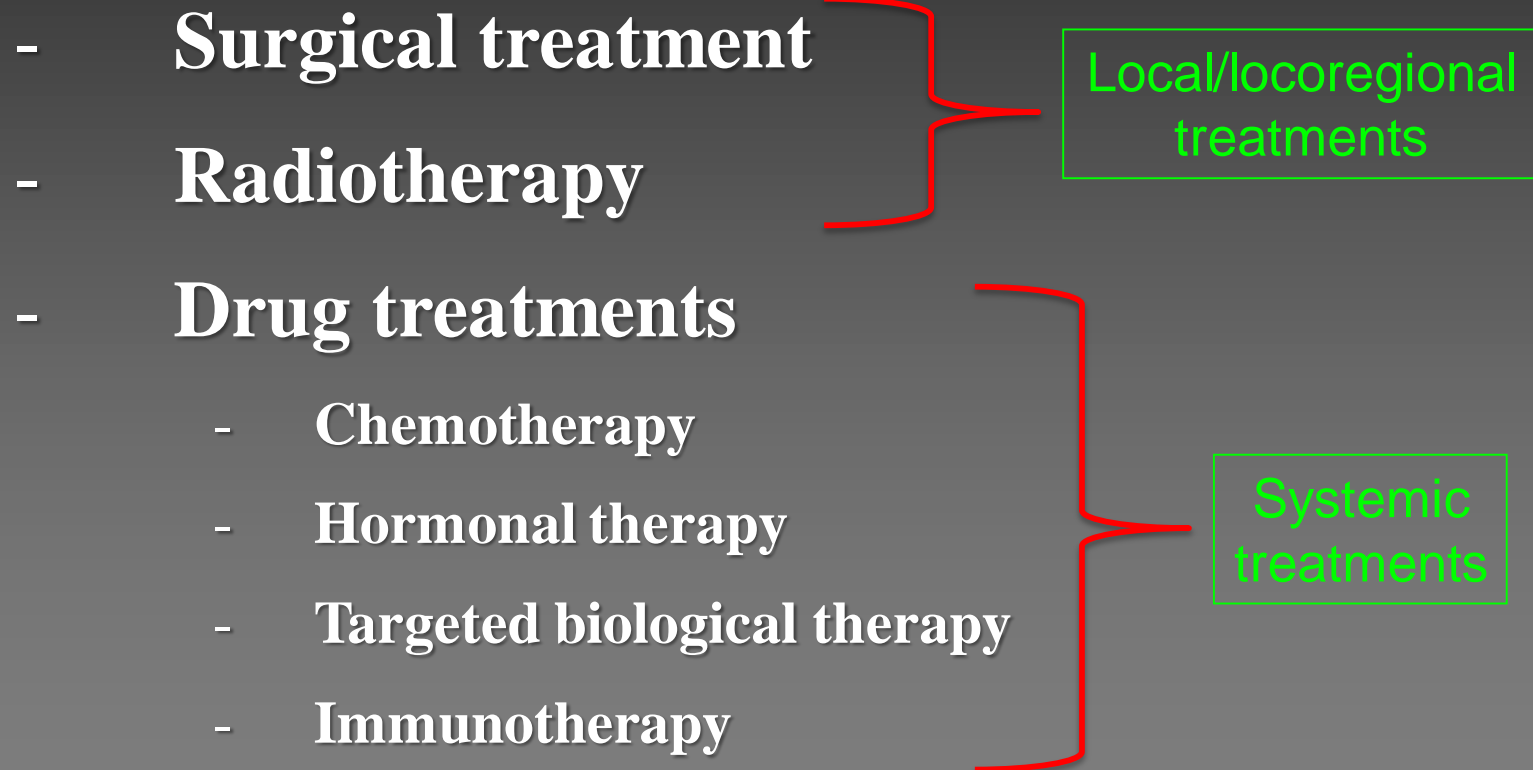 - Surgical treatment
- Radiotherapy
Local/locoregional
treatments
- Drug treatments
- Chemotherapy
- Hormonal therapy
- Targeted biological therapy
- Immunotherapy
Systemic
treatments